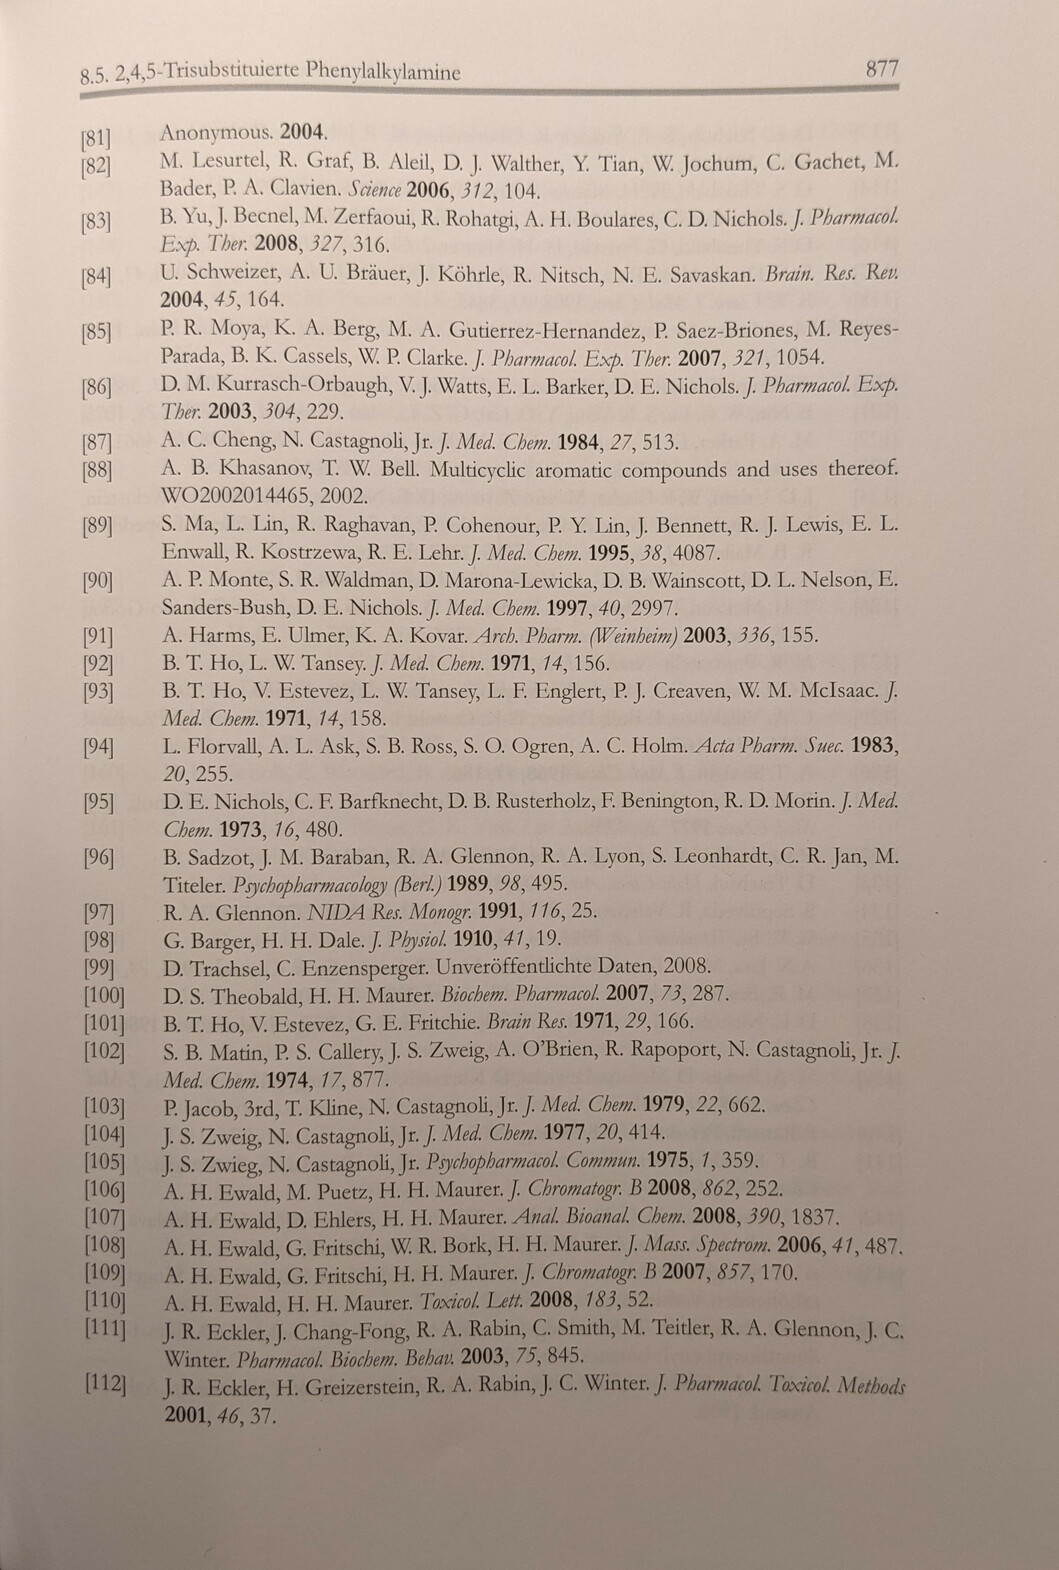 8.5. 2,4,5-Trisubstituierte Phenylalkylamine 877
[81] Anonymous. 2004.
[82] M. Lesurtel, R. Graf, B. Aleil, D. J. Walther, Y. Tian, W. Jochum, C. Gachet, M.
Bader, P. A. Clavien. Science 2006, 312, 104.
[83] B. Yu, J. Becnel, M. Zerfaoui, R. Rohatgi, A. H. Boulares, C. D. Nichols. J. Pharmacol.
Exp. Ther. 2008, 327, 316.
[84] U. Schweizer, A. U. Bräuer, J. Köhrle, R. Nitsch, N. E. Savaskan. Brain. Res. Rev.
2004, 45, 164.
[85] P. R. Moya, K. A. Berg, M. A. Gutierrez-Hernandez, P. Saez-Briones, M. Reyes-
Parada, B. K. Cassels, W. P. Clarke. J. Pharmacol. Exp. Ther. 2007, 321, 1054.
[86] D. M. Kurrasch-Orbaugh, V. J. Watts, E. L. Barker, D. E. Nichols. J. Pharmacol. Exp.
Ther. 2003, 304, 229.
[87] A. C. Cheng, N. Castagnoli, Jr. J. Med. Chem. 1984, 27, 513.
[88] A. B. Khasanov, T. W. Bell. Multicyclic aromatic compounds and uses thereof.
WO2002014465, 2002.
[89] S. Ma, L. Lin, R. Raghavan, P. Cohenour, P. Y. Lin, J. Bennett, R. J. Lewis, E. L.
Enwall, R. Kostrzewa, R. E. Lehr. J. Med. Chem. 1995, 38, 4087.
[90] A. P. Monte, S. R. Waldman, D. Marona-Lewicka, D. B. Wainscott, D. L. Nelson, E.
Sanders-Bush, D. E. Nichols. J. Med. Chem. 1997, 40, 2997.
[91] A. Harms, E. Ulmer, K. A. Kovar. Arch. Pharm. (Weinheim) 2003, 336, 155.
[92] B. T. Ho, L. W. Tansey. J. Med. Chem. 1971, 14, 156.
[93] B. T. Ho, V. Estevez, L. W. Tansey, L. F. Englert, P. J. Creaven, W. M. McIsaac. J.
Med. Chem. 1971, 14, 158.
[94] L. Florvall, A. L. Ask, S. B. Ross, S. O. Ogren, A. C. Holm. Acta Pharm. Suec. 1983,
20, 255.
[95] D. E. Nichols, C. F. Barfknecht, D. B. Rusterholz, F. Benington, R. D. Morin. J. Med.
Chem. 1973, 16, 480.
[96] B. Sadzot, J. M. Baraban, R. A. Glennon, R. A. Lyon, S. Leonhardt, C. R. Jan, M.
Titeler. Psychopharmacology (Berl.) 1989, 98, 495.
[97] R. A. Glennon. NIDA Res. Monogr. 1991, 116, 25.
[98] G. Barger, H. H. Dale. J. Physiol. 1910, 41, 19.
[99] D. Trachsel, C. Enzensperger. Unveröffentlichte Daten, 2008.
[100] D. S. Theobald, H. H. Maurer. Biochem. Pharmacol. 2007, 73, 287.
[101] B. T. Ho, V. Estevez, G. E. Fritchie. Brain Res. 1971, 29, 166.
[102] S. B. Matin, P. S. Callery, J. S. Zweig, A. O'Brien, R. Rapoport, N. Castagnoli, Jr. J.
Med. Chem. 1974, 17, 877.
[103] P. Jacob, 3rd, T. Kline, N. Castagnoli, Jr. J. Med. Chem. 1979, 22, 662.
[104] J. S. Zweig, N. Castagnoli, Jr. J. Med. Chem. 1977, 20, 414.
[105] J. S. Zwieg, N. Castagnoli, Jr. Psychopharmacol. Commun. 1975, 1, 359.
[106] A. H. Ewald, M. Puetz, H. H. Maurer. J. Chromatogr. B 2008, 862, 252.
[107] A. H. Ewald, D. Ehlers, H. H. Maurer. Anal. Bioanal. Chem. 2008, 390, 1837.
[108] A. H. Ewald, G. Fritschi, W. R. Bork, H. H. Maurer. J. Mass. Spectrom. 2006, 41, 487.
[109] A. H. Ewald, G. Fritschi, H. H. Maurer. J. Chromatogr. B 2007, 857, 170.
[110] A. H. Ewald, H. H. Maurer. Toxicol. Lett. 2008, 183, 52.
[111] J. R. Eckler, J. Chang-Fong, R. A. Rabin, C. Smith, M. Teitler, R. A. Glennon, J. C.
Winter. Pharmacol. Biochem. Behav. 2003, 75, 845.
[112] J. R. Eckler, H. Greizerstein, R. A. Rabin, J. C. Winter. J. Pharmacol. Toxicol. Methods
2001, 46, 37.